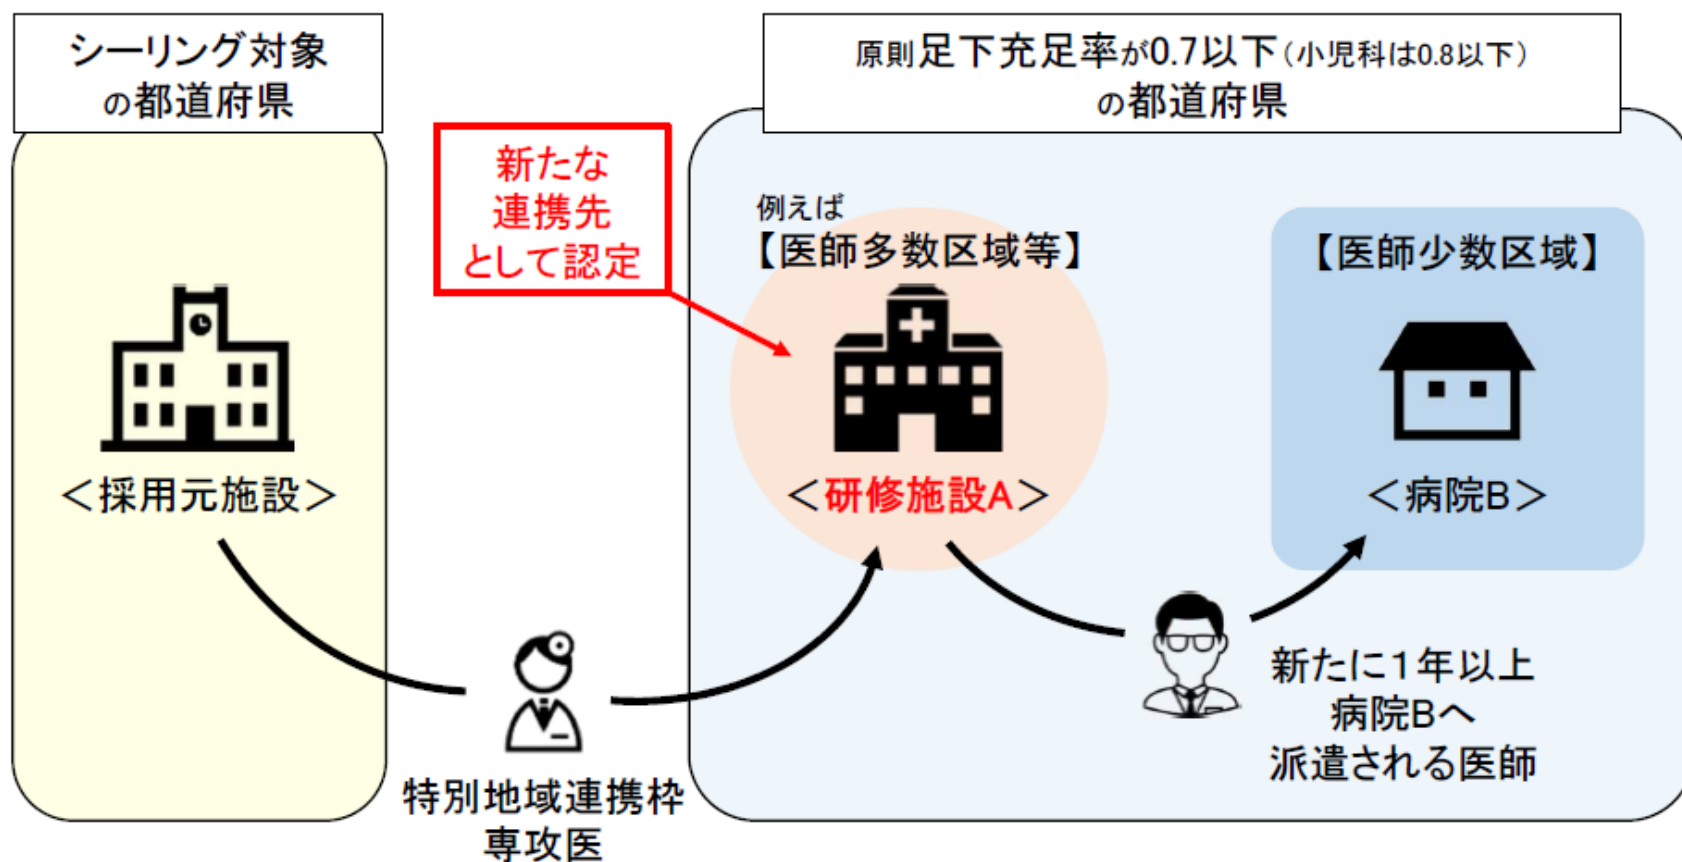 シーリング対象
の都道府県
原則足下充足率が0.7以下（小児科は0.8以下）
の都道府県
新たな
連携先
として認定
例えば
【医師多数区域等】
【医師少数区域】
＜採用元施設＞
＜研修施設A＞
＜病院B＞
特別地域連携枠
専攻医
新たに１年以上
病院Bへ
派遣される医師